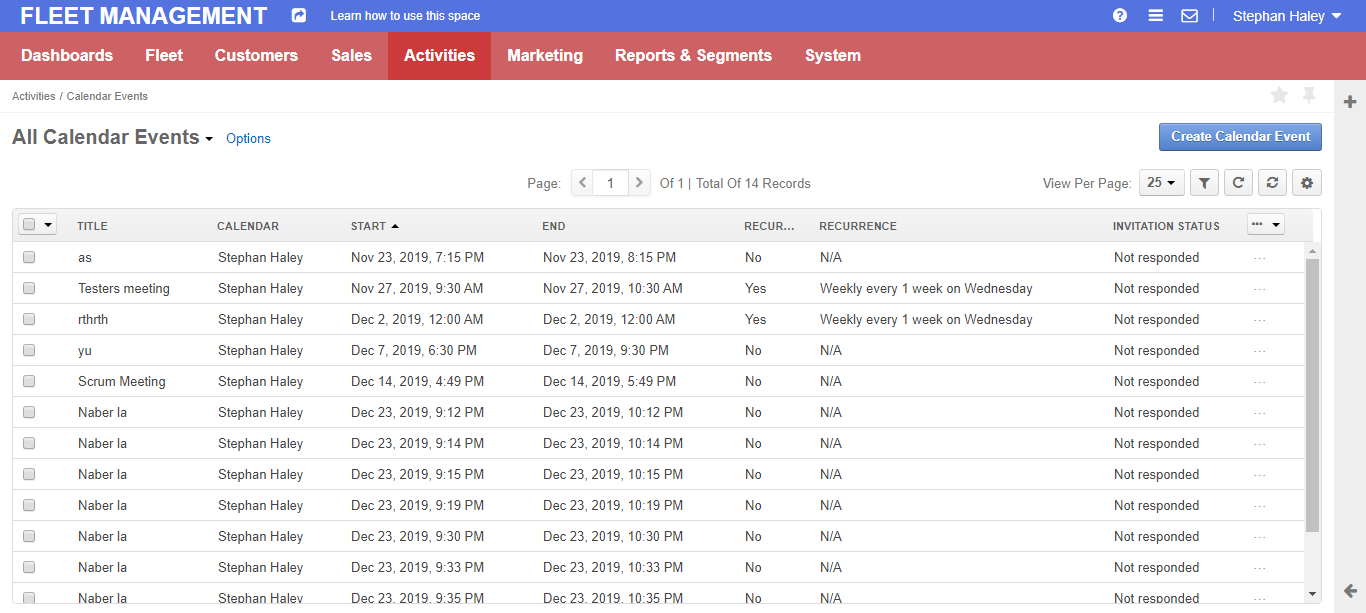 FLEET MANAGEMENT Learn how to use this space Stephan Haley
Dashboards Fleet Customers Sales Activities Marketing Reports & Segments System
Activities / Calendar Events
All Calendar Events Options Create Calendar Event
Page: 1 Of 1 | Total Of 14 Records View Per Page: 25
TITLE CALENDAR START END RECUR... RECURRENCE INVITATION STATUS
as Stephan Haley Nov 23, 2019, 7:15 PM Nov 23, 2019, 8:15 PM No N/A Not responded ...
Testers meeting Stephan Haley Nov 27, 2019, 9:30 AM Nov 27, 2019, 10:30 AM Yes Weekly every 1 week on Wednesday Not responded ...
rthrth Stephan Haley Dec 2, 2019, 12:00 AM Dec 2, 2019, 12:00 AM Yes Weekly every 1 week on Wednesday Not responded ...
yu Stephan Haley Dec 7, 2019, 6:30 PM Dec 7, 2019, 9:30 PM No N/A Not responded ...
Scrum Meeting Stephan Haley Dec 14, 2019, 4:49 PM Dec 14, 2019, 5:49 PM No N/A Not responded ...
Naber la Stephan Haley Dec 23, 2019, 9:12 PM Dec 23, 2019, 10:12 PM No N/A Not responded ...
Naber la Stephan Haley Dec 23, 2019, 9:14 PM Dec 23, 2019, 10:14 PM No N/A Not responded ...
Naber la Stephan Haley Dec 23, 2019, 9:15 PM Dec 23, 2019, 10:15 PM No N/A Not responded ...
Naber la Stephan Haley Dec 23, 2019, 9:19 PM Dec 23, 2019, 10:19 PM No N/A Not responded ...
Naber la Stephan Haley Dec 23, 2019, 9:30 PM Dec 23, 2019, 10:30 PM No N/A Not responded ...
Naber la Stephan Haley Dec 23, 2019, 9:33 PM Dec 23, 2019, 10:33 PM No N/A Not responded ...
Naber la Stephan Haley Dec 23, 2019, 9:35 PM Dec 23, 2019, 10:35 PM No N/A Not responded ...